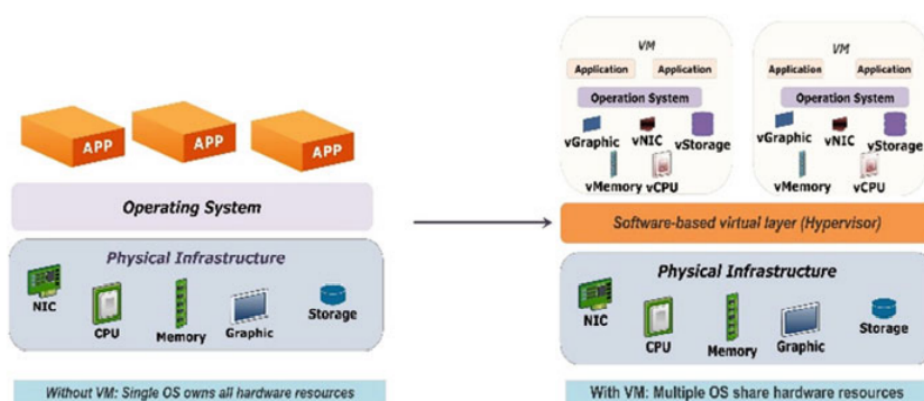 APP
APP
APP
Operating System
Physical Infrastructure
NIC
CPU
Memory
Graphic
Storage
Without VM: Single OS owns all hardware resources
VM
Application Application
Operation System
vGraphic vNIC vStorage
vMemory vCPU
VM
Application Application
Operation System
vGraphic vNIC vStorage
vMemory vCPU
Software-based virtual layer (Hypervisor)
Physical Infrastructure
NIC
CPU
Memory
Graphic
Storage
With VM: Multiple OS share hardware resources